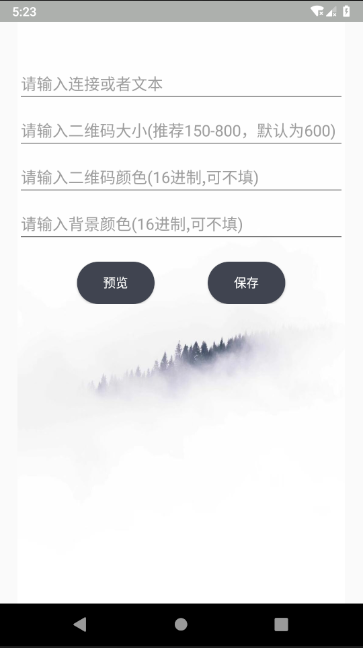 5:23
请输入连接或者文本
请输入二维码大小(推荐150-800，默认为600)
请输入二维码颜色(16进制,可不填)
请输入背景颜色(16进制,可不填)
预览
保存